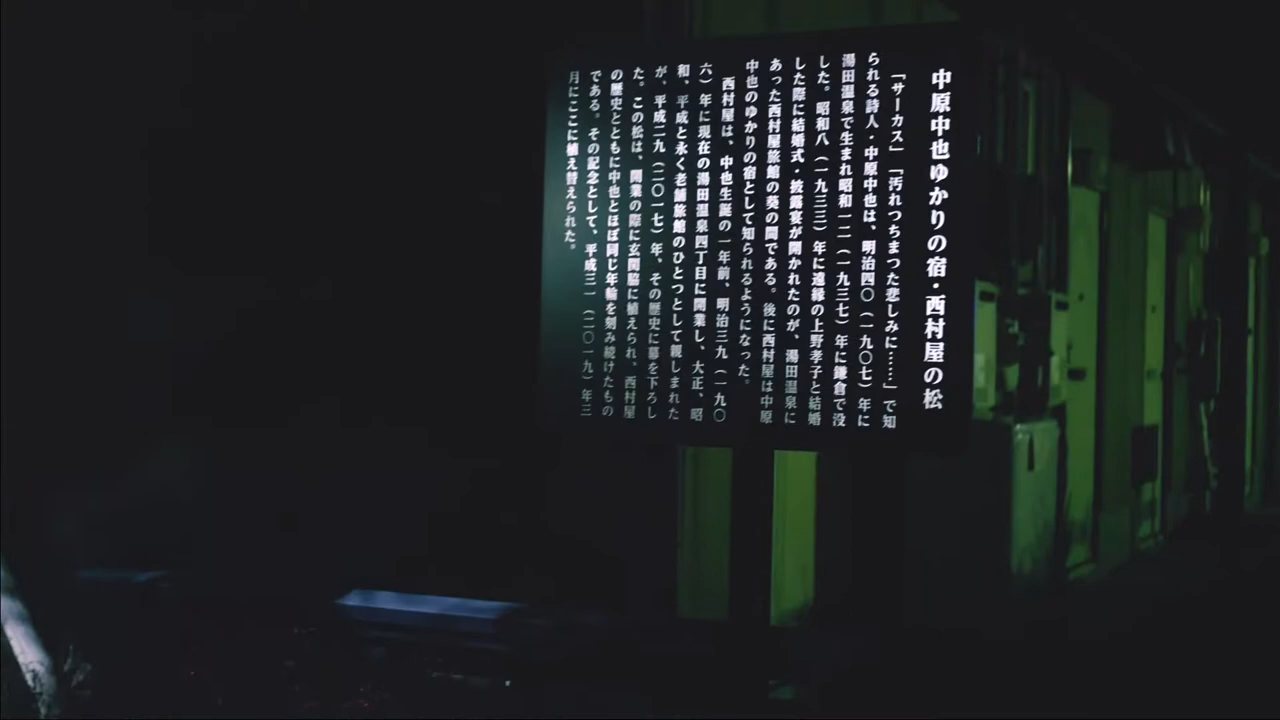 中原中也ゆかりの宿・西村屋の松
「サーカス」「汚れつちまつた悲しみに……」で知
られる詩人・中原中也は、明治四〇（一九〇七）年に
湯田温泉で生まれ昭和一二（一九三七）年に鎌倉で没
した。昭和八（一九三三）年に遠縁の上野孝子と結婚
した際に結婚式・披露宴が開かれたのが、湯田温泉に
あった西村屋旅館の葵の間である。後に西村屋は中原
中也のゆかりの宿として知られるようになった。
西村屋は、中也生誕の一年前、明治三九（一九〇
六）年に現在の湯田温泉四丁目に開業し、大正、昭
和、平成と永く老舗旅館のひとつとして親しまれた
が、平成二九（二〇一七）年、その歴史に幕を下ろし
た。この松は、開業の際に玄関脇に植えられ、西村屋
の歴史とともに中也とほぼ同じ年輪を刻み続けたもの
である。その記念として、平成三一（二〇一九）年三
月にここに植え替えられた。